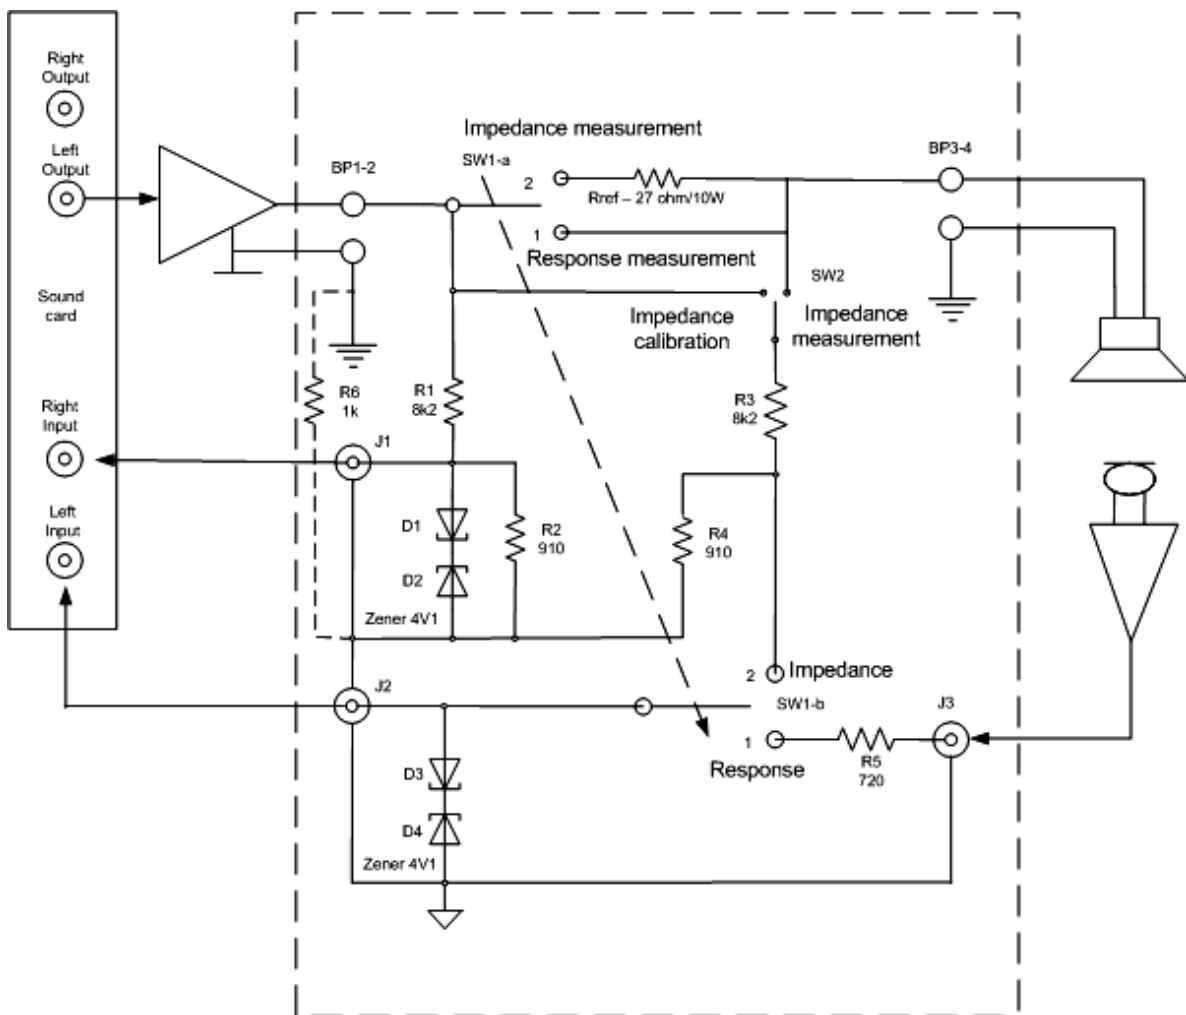 Right
Output
Left
Output
Sound
card
Right
Input
Left
Input
BP1-2
Impedance measurement
SW1-a
2
Rref – 27 ohm/10W
1
Response measurement
BP3-4
SW2
Impedance
calibration
Impedance
measurement
R6
1k
R1
8k2
R3
8k2
J1
D1
D2
R2
910
R4
910
Zener 4V1
J2
2
Impedance
SW1-b
1
Response
R5
720
J3
D3
D4
Zener 4V1